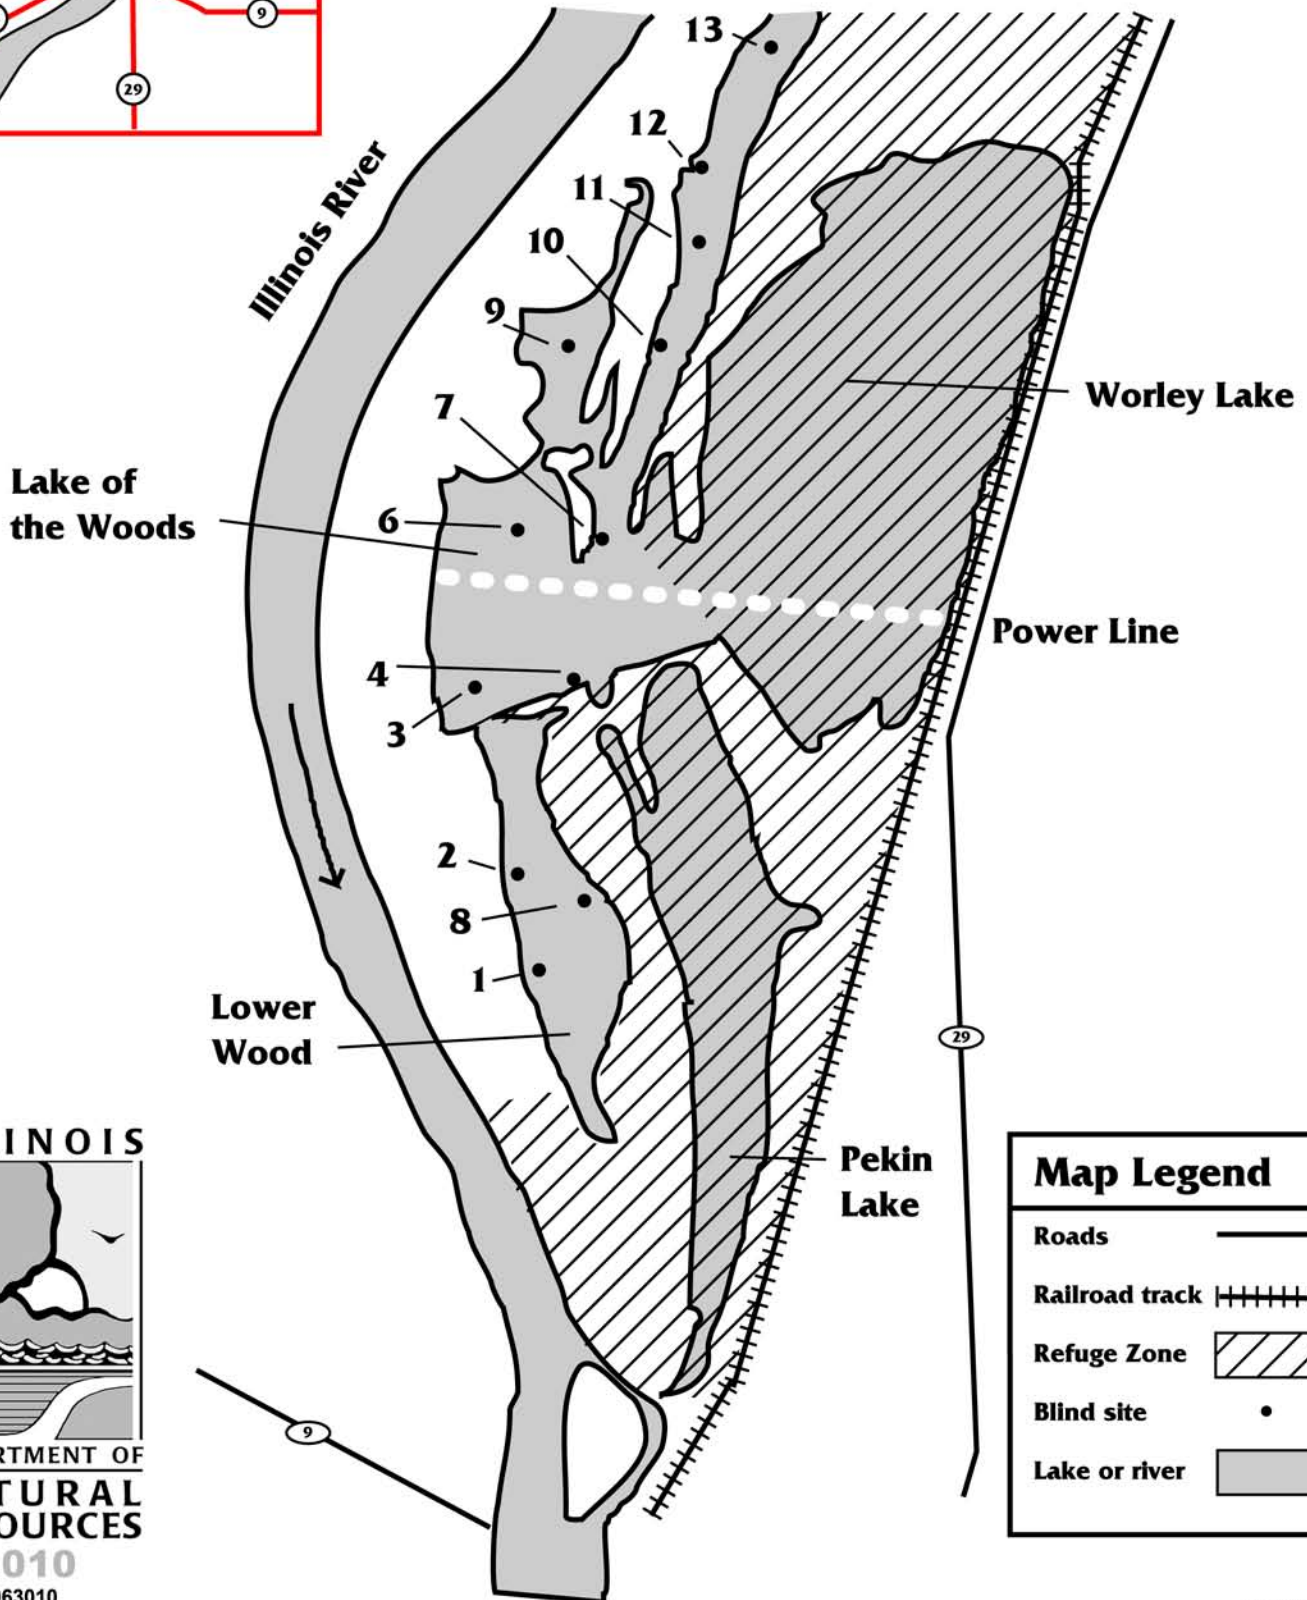 9
29
13
12
11
10
9
7
6
4
3
2
8
1
Illinois River
Lake of
the Woods
Worley Lake
Power Line
Lower
Wood
Pekin
Lake
29
9
Map Legend
Roads
Railroad track
Refuge Zone
Blind site
Lake or river
INOIS
RTMENT OF
TURAL
OURCES
010
063010